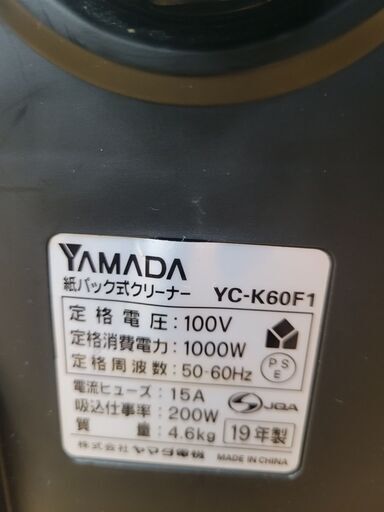 YAMADA
紙パック式クリーナー YC-K60F1
定格電圧:100V
定格消費電力:1000W
定格周波数:50-60Hz
PSE
電流ヒューズ:15A
吸込仕事率:200W
JQA
質量:4.6kg 19年製
株式会社ヤマダ電機 MADE IN CHINA